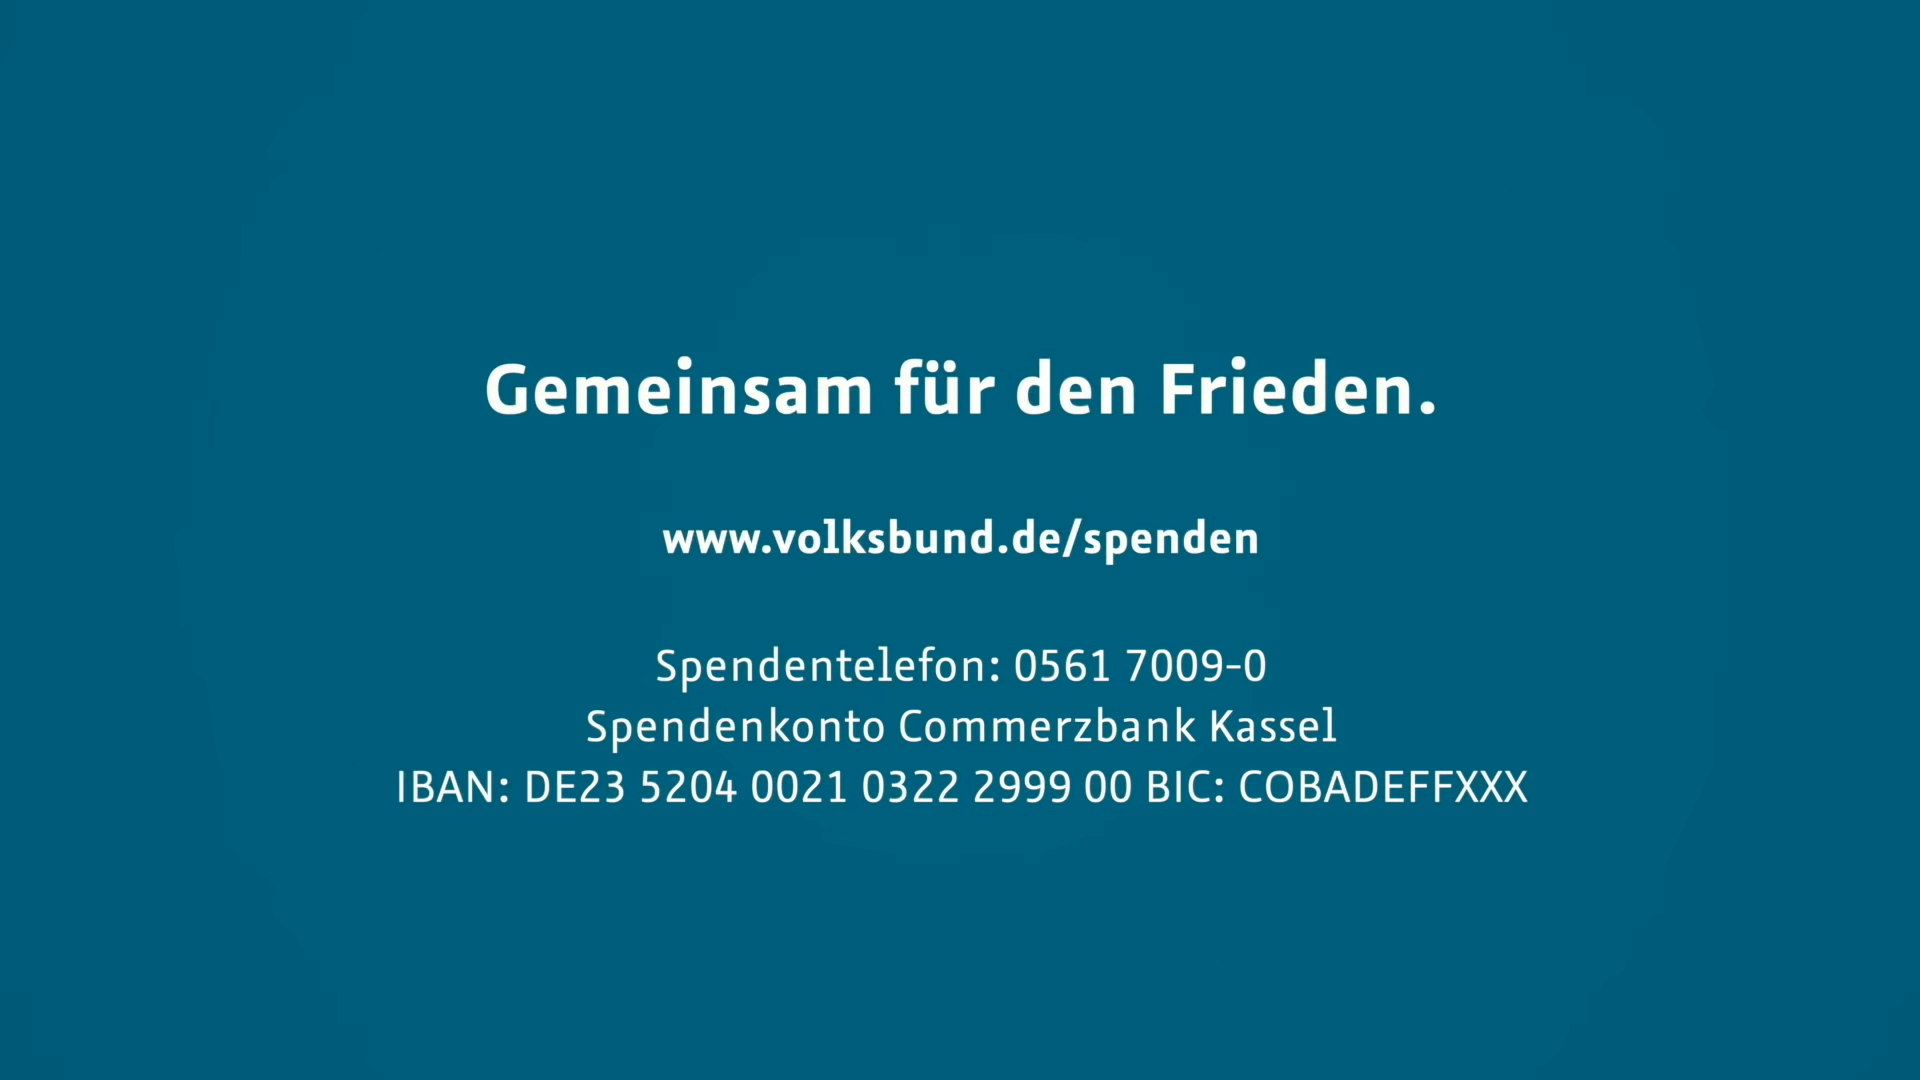 Gemeinsam für den Frieden.
www.volksbund.de/spenden
Spendentelefon: 0561 7009-0
Spendenkonto Commerzbank Kassel
IBAN: DE23 5204 0021 0322 2999 00 BIC: COBADEFFXXX